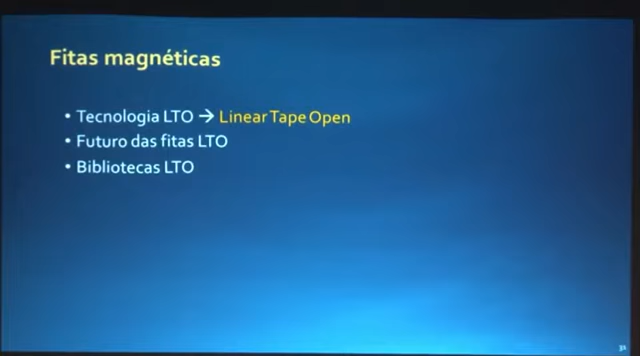 Fitas magnéticas
• Tecnologia LTO → Linear Tape Open
• Futuro das fitas LTO
• Bibliotecas LTO